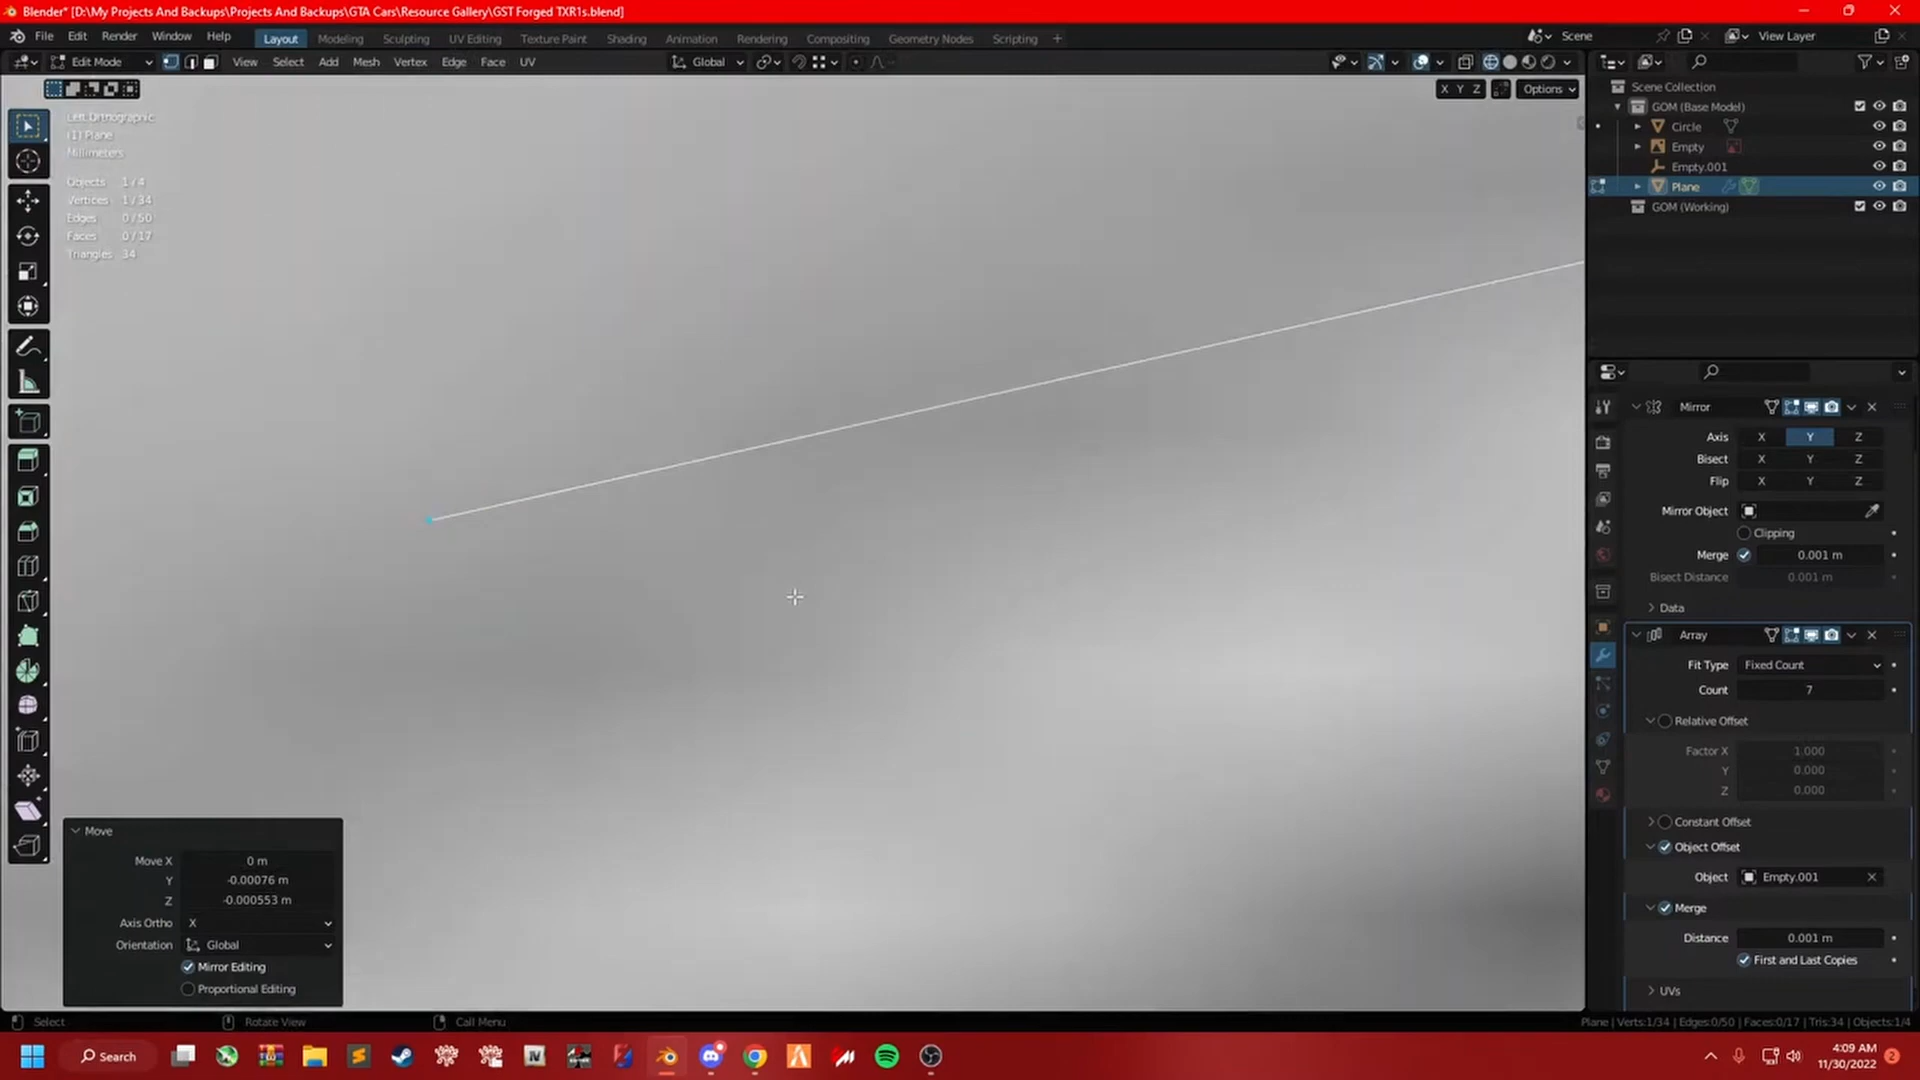 Blender* [D:\My Projects And Backups\Projects And Backups\GTA Cars\Resource Gallery\GST Forged TXR1s.blend]
File Edit Render Window Help Layout Modeling Sculpting UV Editing Texture Paint Shading Animation Rendering Compositing Geometry Nodes Scripting + Scene View Layer
Edit Mode View Select Add Mesh Vertex Edge Face UV Global
X Y Z Options
Scene Collection
GOM (Base Model)
Circle
Empty
Empty.001
Plane
GOM (Working)
Left Orthographic
(1) Plane
Millimeters
Objects 1/4
Vertices 1/34
Edges 0/50
Faces 0/17
Triangles 34
Mirror
Axis X Y Z
Bisect X Y Z
Flip X Y Z
Mirror Object
Clipping
Merge 0.001 m
Bisect Distance 0.001 m
Data
Array
Fit Type Fixed Count
Count 7
Relative Offset
Factor X 1.000
Y 0.000
Z 0.000
Constant Offset
Object Offset
Object Empty.001
Merge
Distance 0.001 m
First and Last Copies
UVs
Move
Move X 0 m
Y -0.00076 m
Z -0.000553 m
Axis Ortho X
Orientation Global
Mirror Editing
Proportional Editing
Select Rotate View Call Menu Plane | Verts:1/34 | Edges:0/50 | Faces:0/17 | Tris:34 | Objects:1/4
Search
4:09 AM
11/30/2022
2